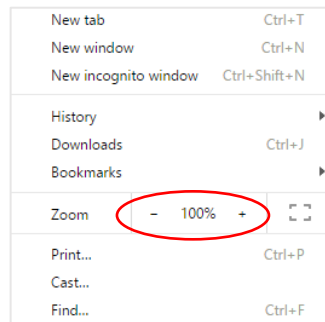 New tab Ctrl+T
New window Ctrl+N
New incognito window Ctrl+Shift+N
History
Downloads Ctrl+J
Bookmarks
Zoom - 100% +
Print... Ctrl+P
Cast...
Find... Ctrl+F